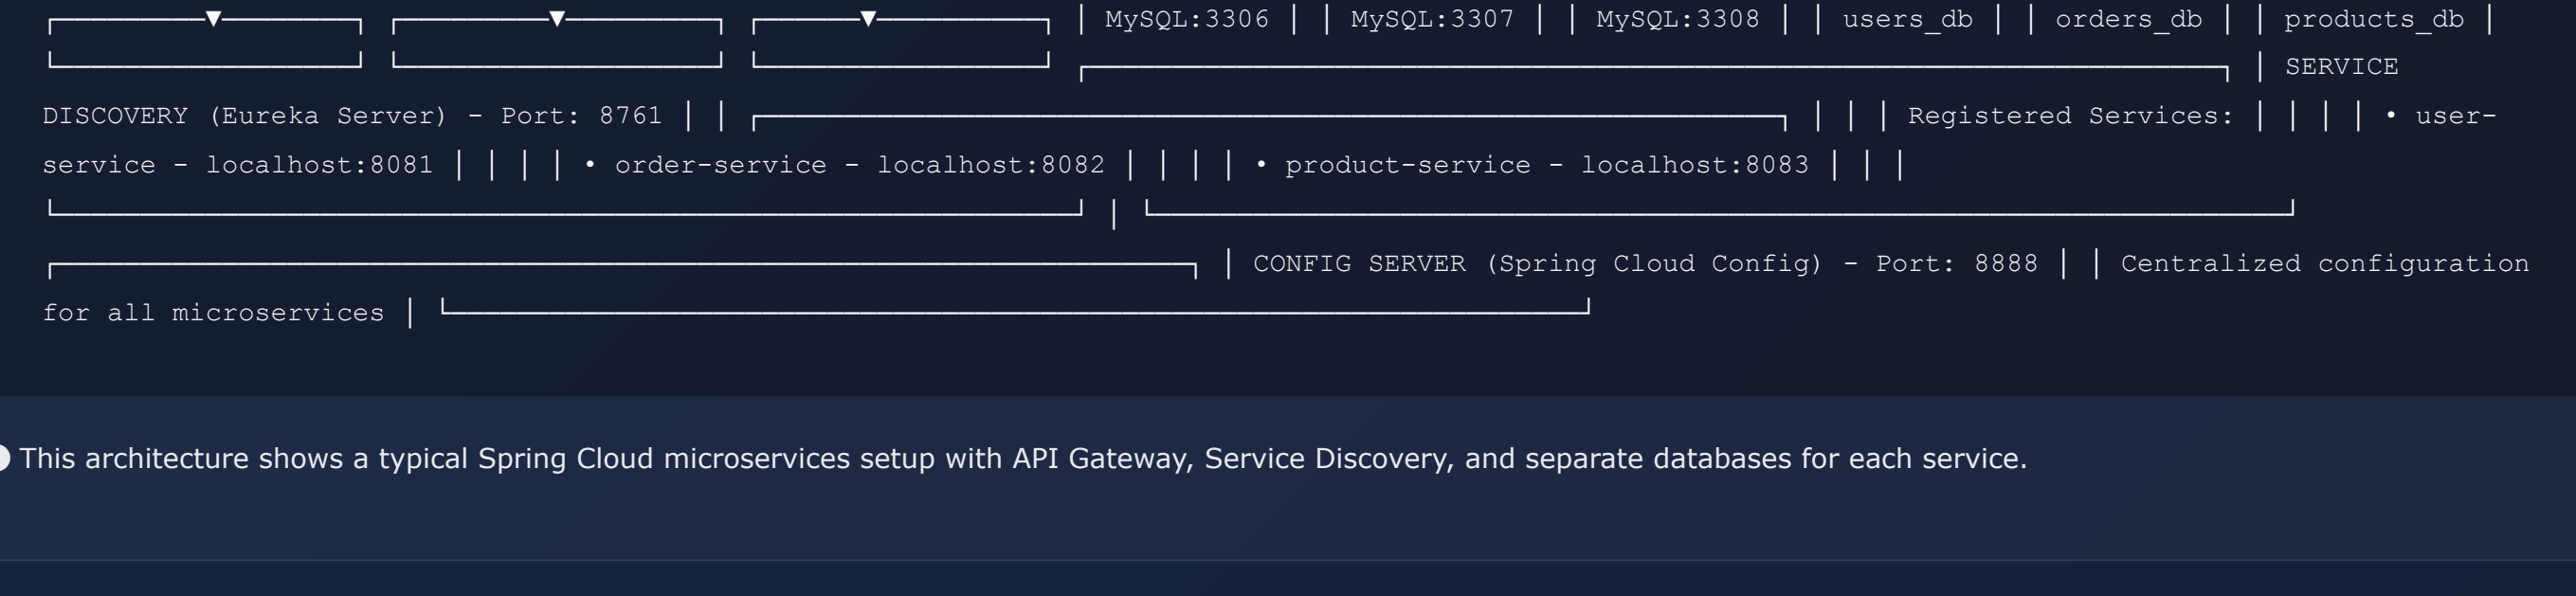 ┌─────────▼────────┐ ┌─────────▼─────────┐ ┌──────▼──────────┐ │ MySQL:3306 │ │ MySQL:3307 │ │ MySQL:3308 │ │ users_db │ │ orders_db │ │ products_db │
└──────────────────┘ └───────────────────┘ └─────────────────┘ ┌─────────────────────────────────────────────────────────────────────┐ │ SERVICE
DISCOVERY (Eureka Server) - Port: 8761 │ │ ┌──────────────────────────────────────────────────────────────┐ │ │ │ Registered Services: │ │ │ │ • user-
service - localhost:8081 │ │ │ │ • order-service - localhost:8082 │ │ │ │ • product-service - localhost:8083 │ │ │
└──────────────────────────────────────────────────────────────┘ │ └─────────────────────────────────────────────────────────────────────┘
┌─────────────────────────────────────────────────────────────────────┐ │ CONFIG SERVER (Spring Cloud Config) - Port: 8888 │ │ Centralized configuration
for all microservices │ └─────────────────────────────────────────────────────────────────────┘
This architecture shows a typical Spring Cloud microservices setup with API Gateway, Service Discovery, and separate databases for each service.